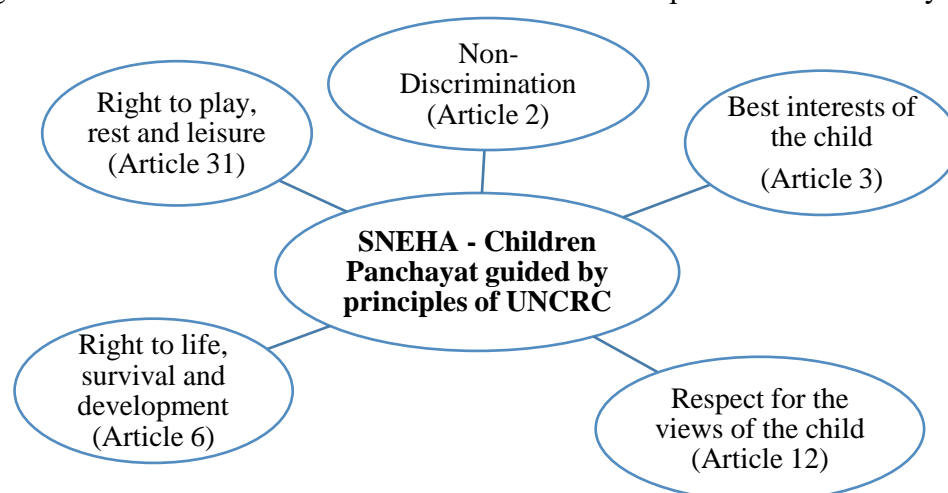 Non-
Discrimination
(Article 2)
Right to play,
rest and leisure
(Article 31)
Best interests of
the child
(Article 3)
SNEHA - Children
Panchayat guided by
principles of UNCRC
Right to life,
survival and
development
(Article 6)
Respect for the
views of the child
(Article 12)